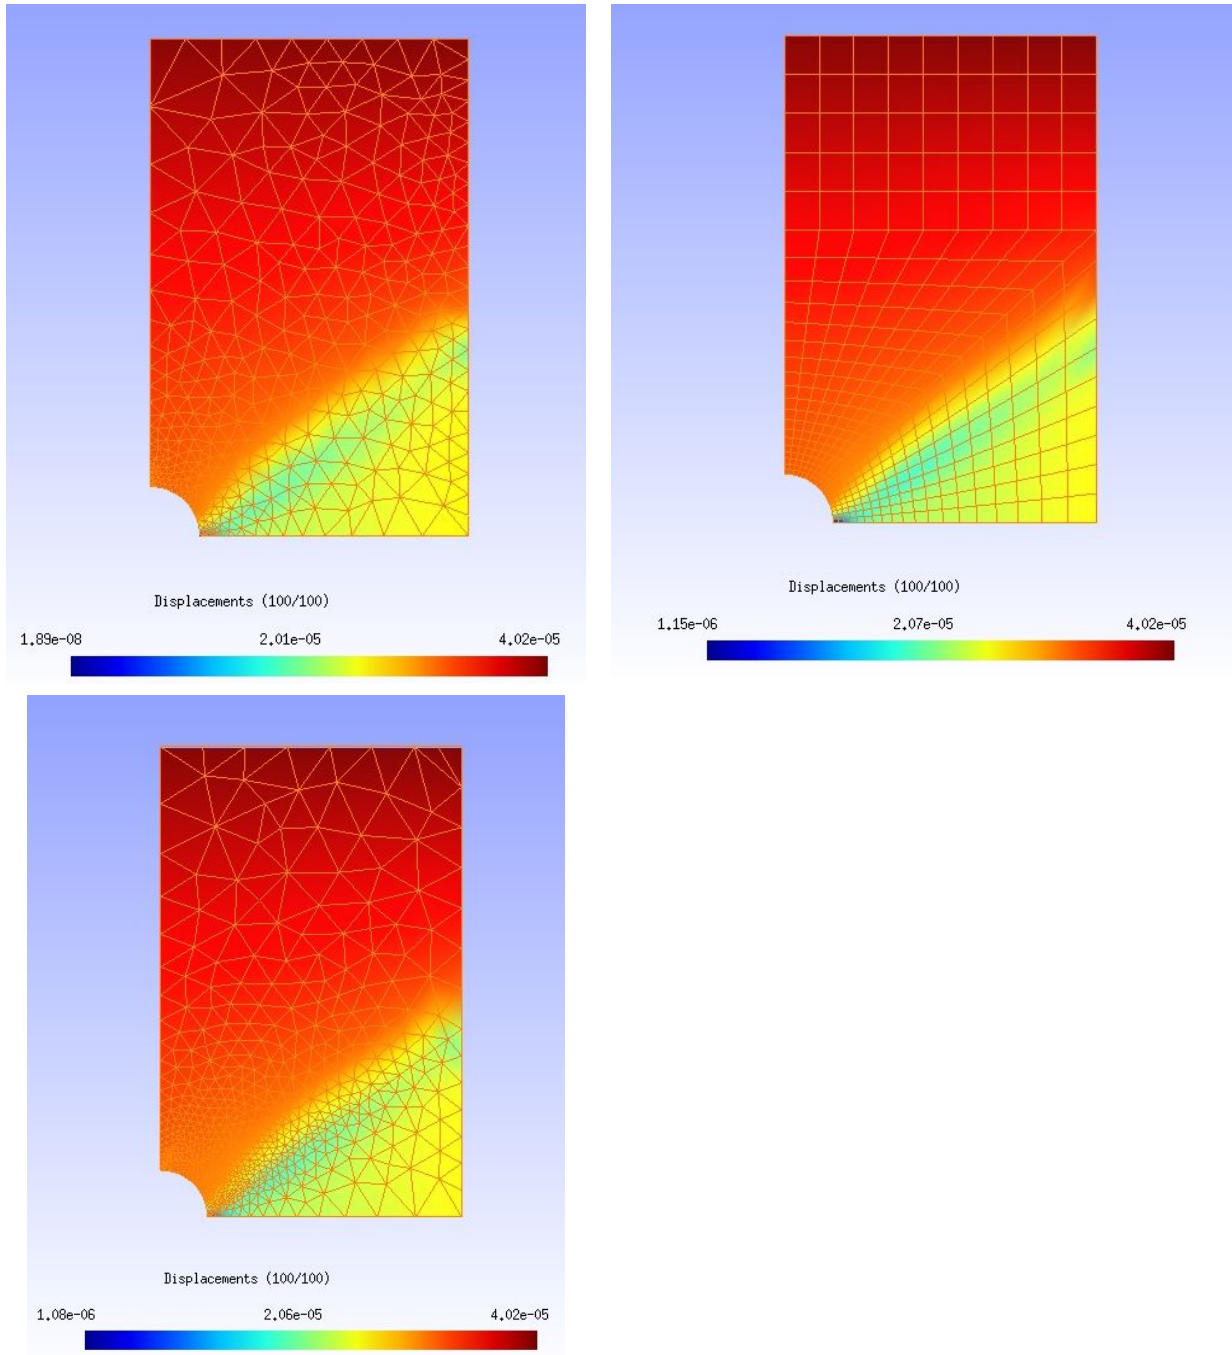 Displacements (100/100)
1.89e-08 2.01e-05 4.02e-05
Displacements (100/100)
1.15e-06 2.07e-05 4.02e-05
Displacements (100/100)
1.08e-06 2.06e-05 4.02e-05